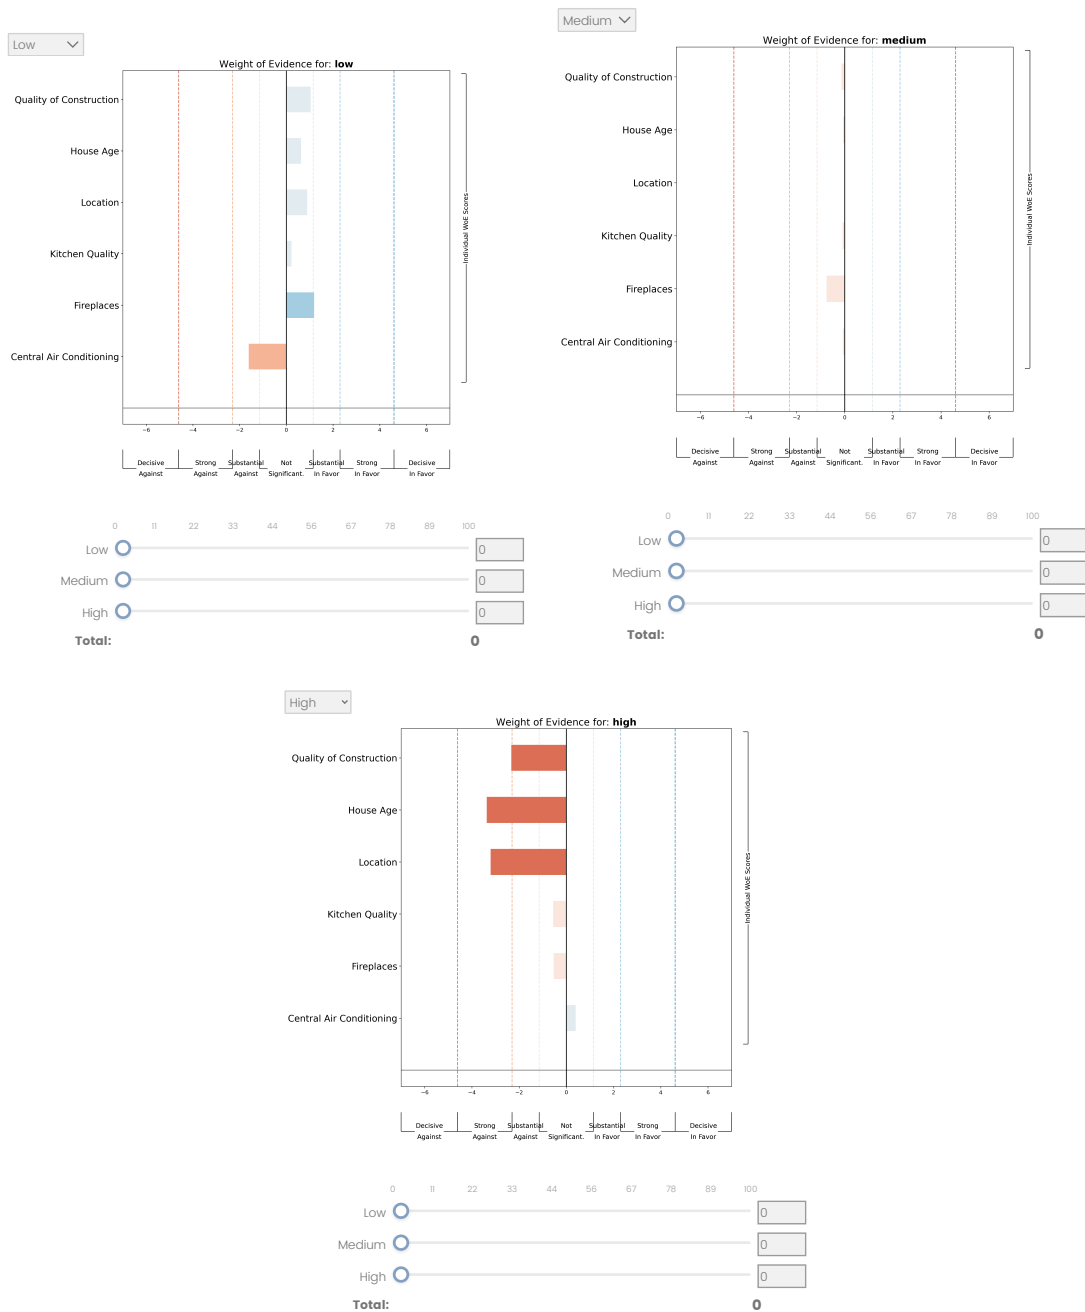 Low
Weight of Evidence for: low
Quality of Construction
House Age
Location
Kitchen Quality
Fireplaces
Central Air Conditioning
Individual WoE Scores
−6 −4 −2 0 2 4 6
Decisive Against
Strong Against
Substantial Against
Not Significant.
Substantial In Favor
Strong In Favor
Decisive In Favor
0 11 22 33 44 56 67 78 89 100
Low 0
Medium 0
High 0
Total: 0
Medium
Weight of Evidence for: medium
Quality of Construction
House Age
Location
Kitchen Quality
Fireplaces
Central Air Conditioning
Individual WoE Scores
−6 −4 −2 0 2 4 6
Decisive Against
Strong Against
Substantial Against
Not Significant.
Substantial In Favor
Strong In Favor
Decisive In Favor
0 11 22 33 44 56 67 78 89 100
Low 0
Medium 0
High 0
Total: 0
High
Weight of Evidence for: high
Quality of Construction
House Age
Location
Kitchen Quality
Fireplaces
Central Air Conditioning
Individual WoE Scores
−6 −4 −2 0 2 4 6
Decisive Against
Strong Against
Substantial Against
Not Significant.
Substantial In Favor
Strong In Favor
Decisive In Favor
0 11 22 33 44 56 67 78 89 100
Low 0
Medium 0
High 0
Total: 0